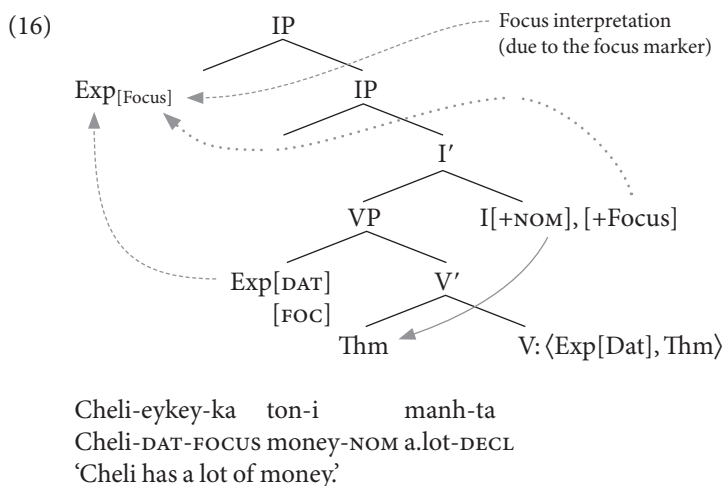 (16)
IP
Focus interpretation
(due to the focus marker)
Exp[Focus]
IP
I′
VP
I[+NOM], [+Focus]
Exp[DAT]
[FOC]
V′
Thm
V: ⟨Exp[Dat], Thm⟩
Cheli-eykey-ka ton-i manh-ta
Cheli-DAT-FOCUS money-NOM a.lot-DECL
‘Cheli has a lot of money.’